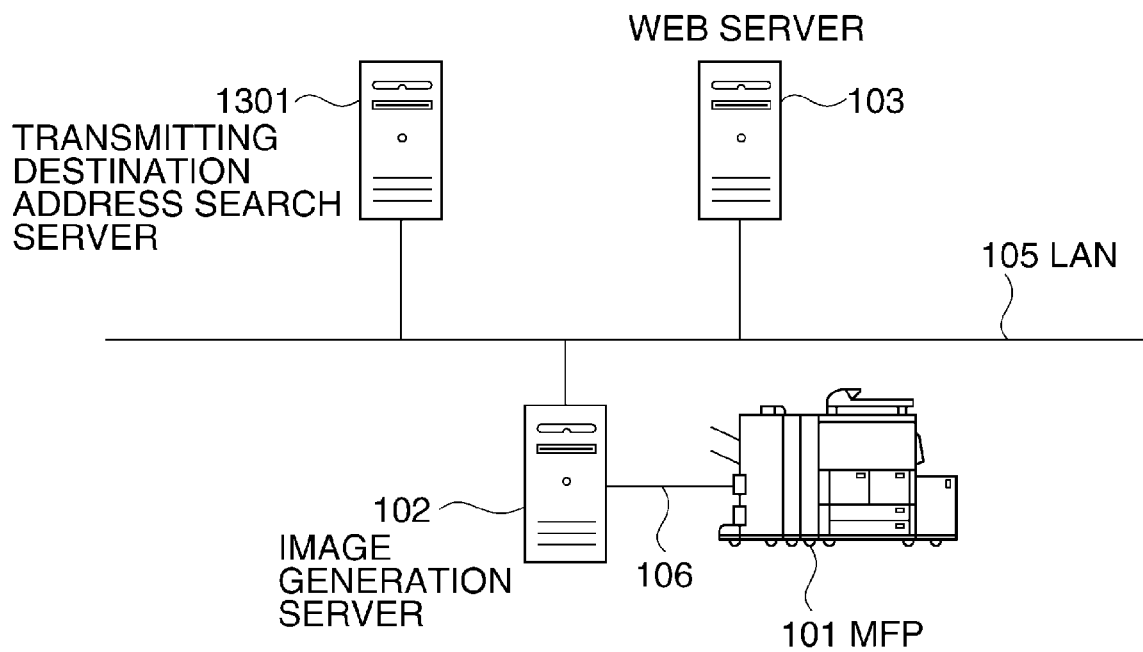 WEB SERVER
1301
103
TRANSMITTING
DESTINATION
ADDRESS SEARCH
SERVER
105 LAN
102
IMAGE
GENERATION
SERVER
106
101 MFP